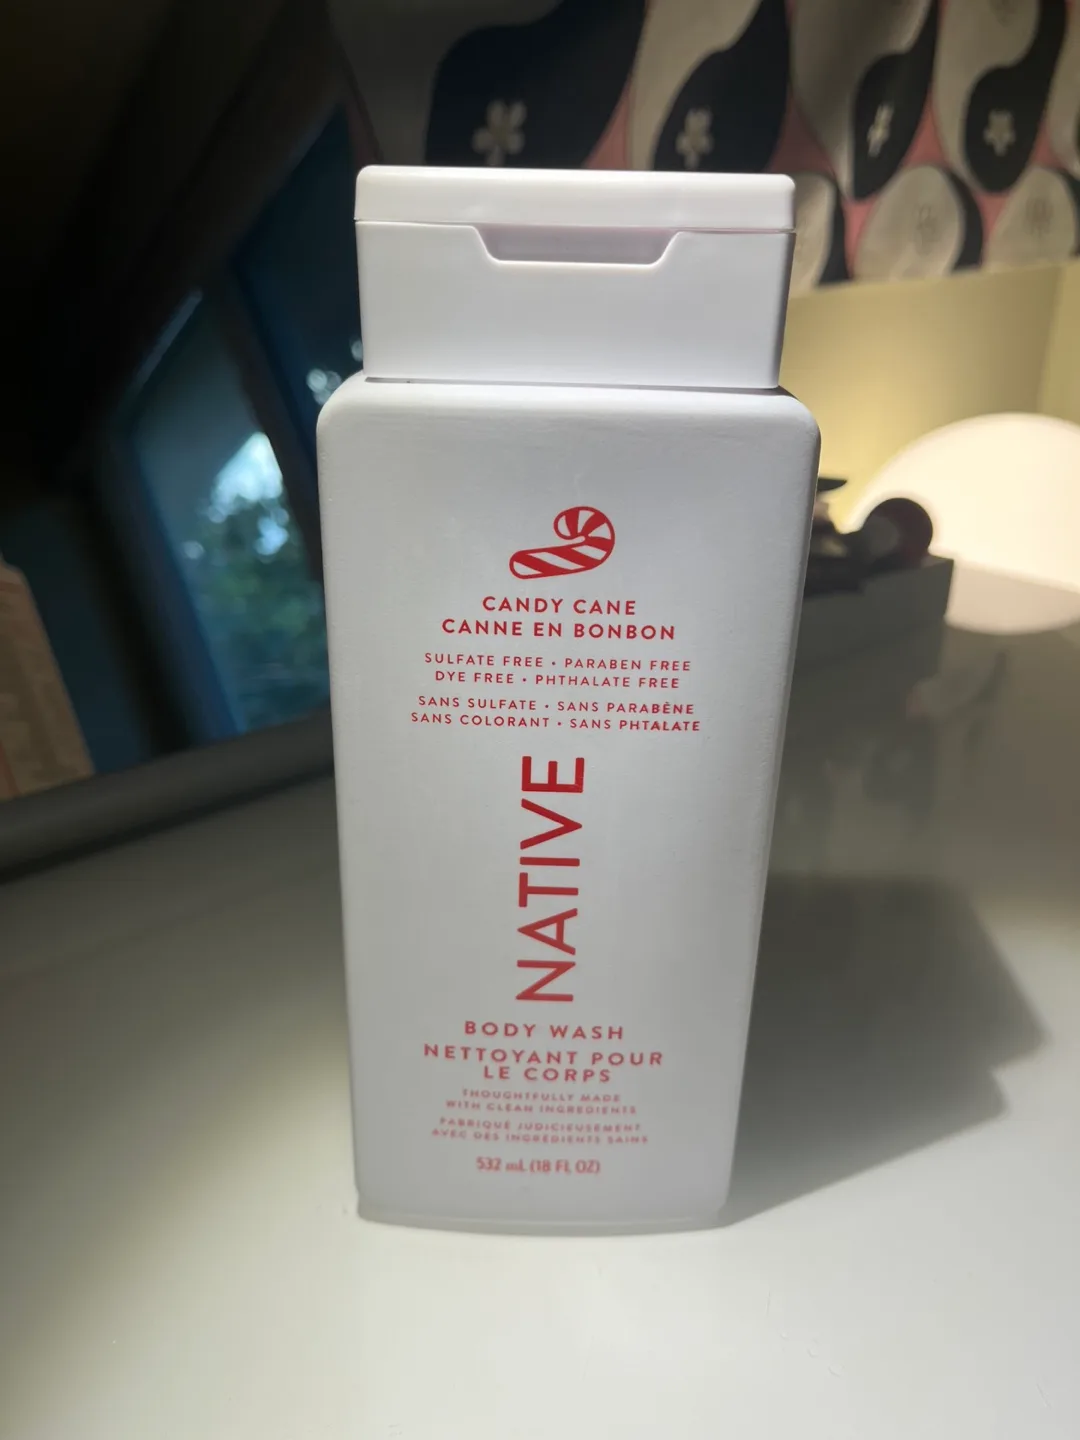 CANDY CANE
CANNE EN BONBON
SULFATE FREE • PARABEN FREE
DYE FREE • PHTHALATE FREE
SANS SULFATE • SANS PARABÈNE
SANS COLORANT • SANS PHTALATE
NATIVE
BODY WASH
NETTOYANT POUR
LE CORPS
THOUGHTFULLY MADE
WITH CLEAN INGREDIENTS
FABRIQUÉ JUDICIEUSEMENT
AVEC DES INGRÉDIENTS SAINS
532 mL (18 FL OZ)